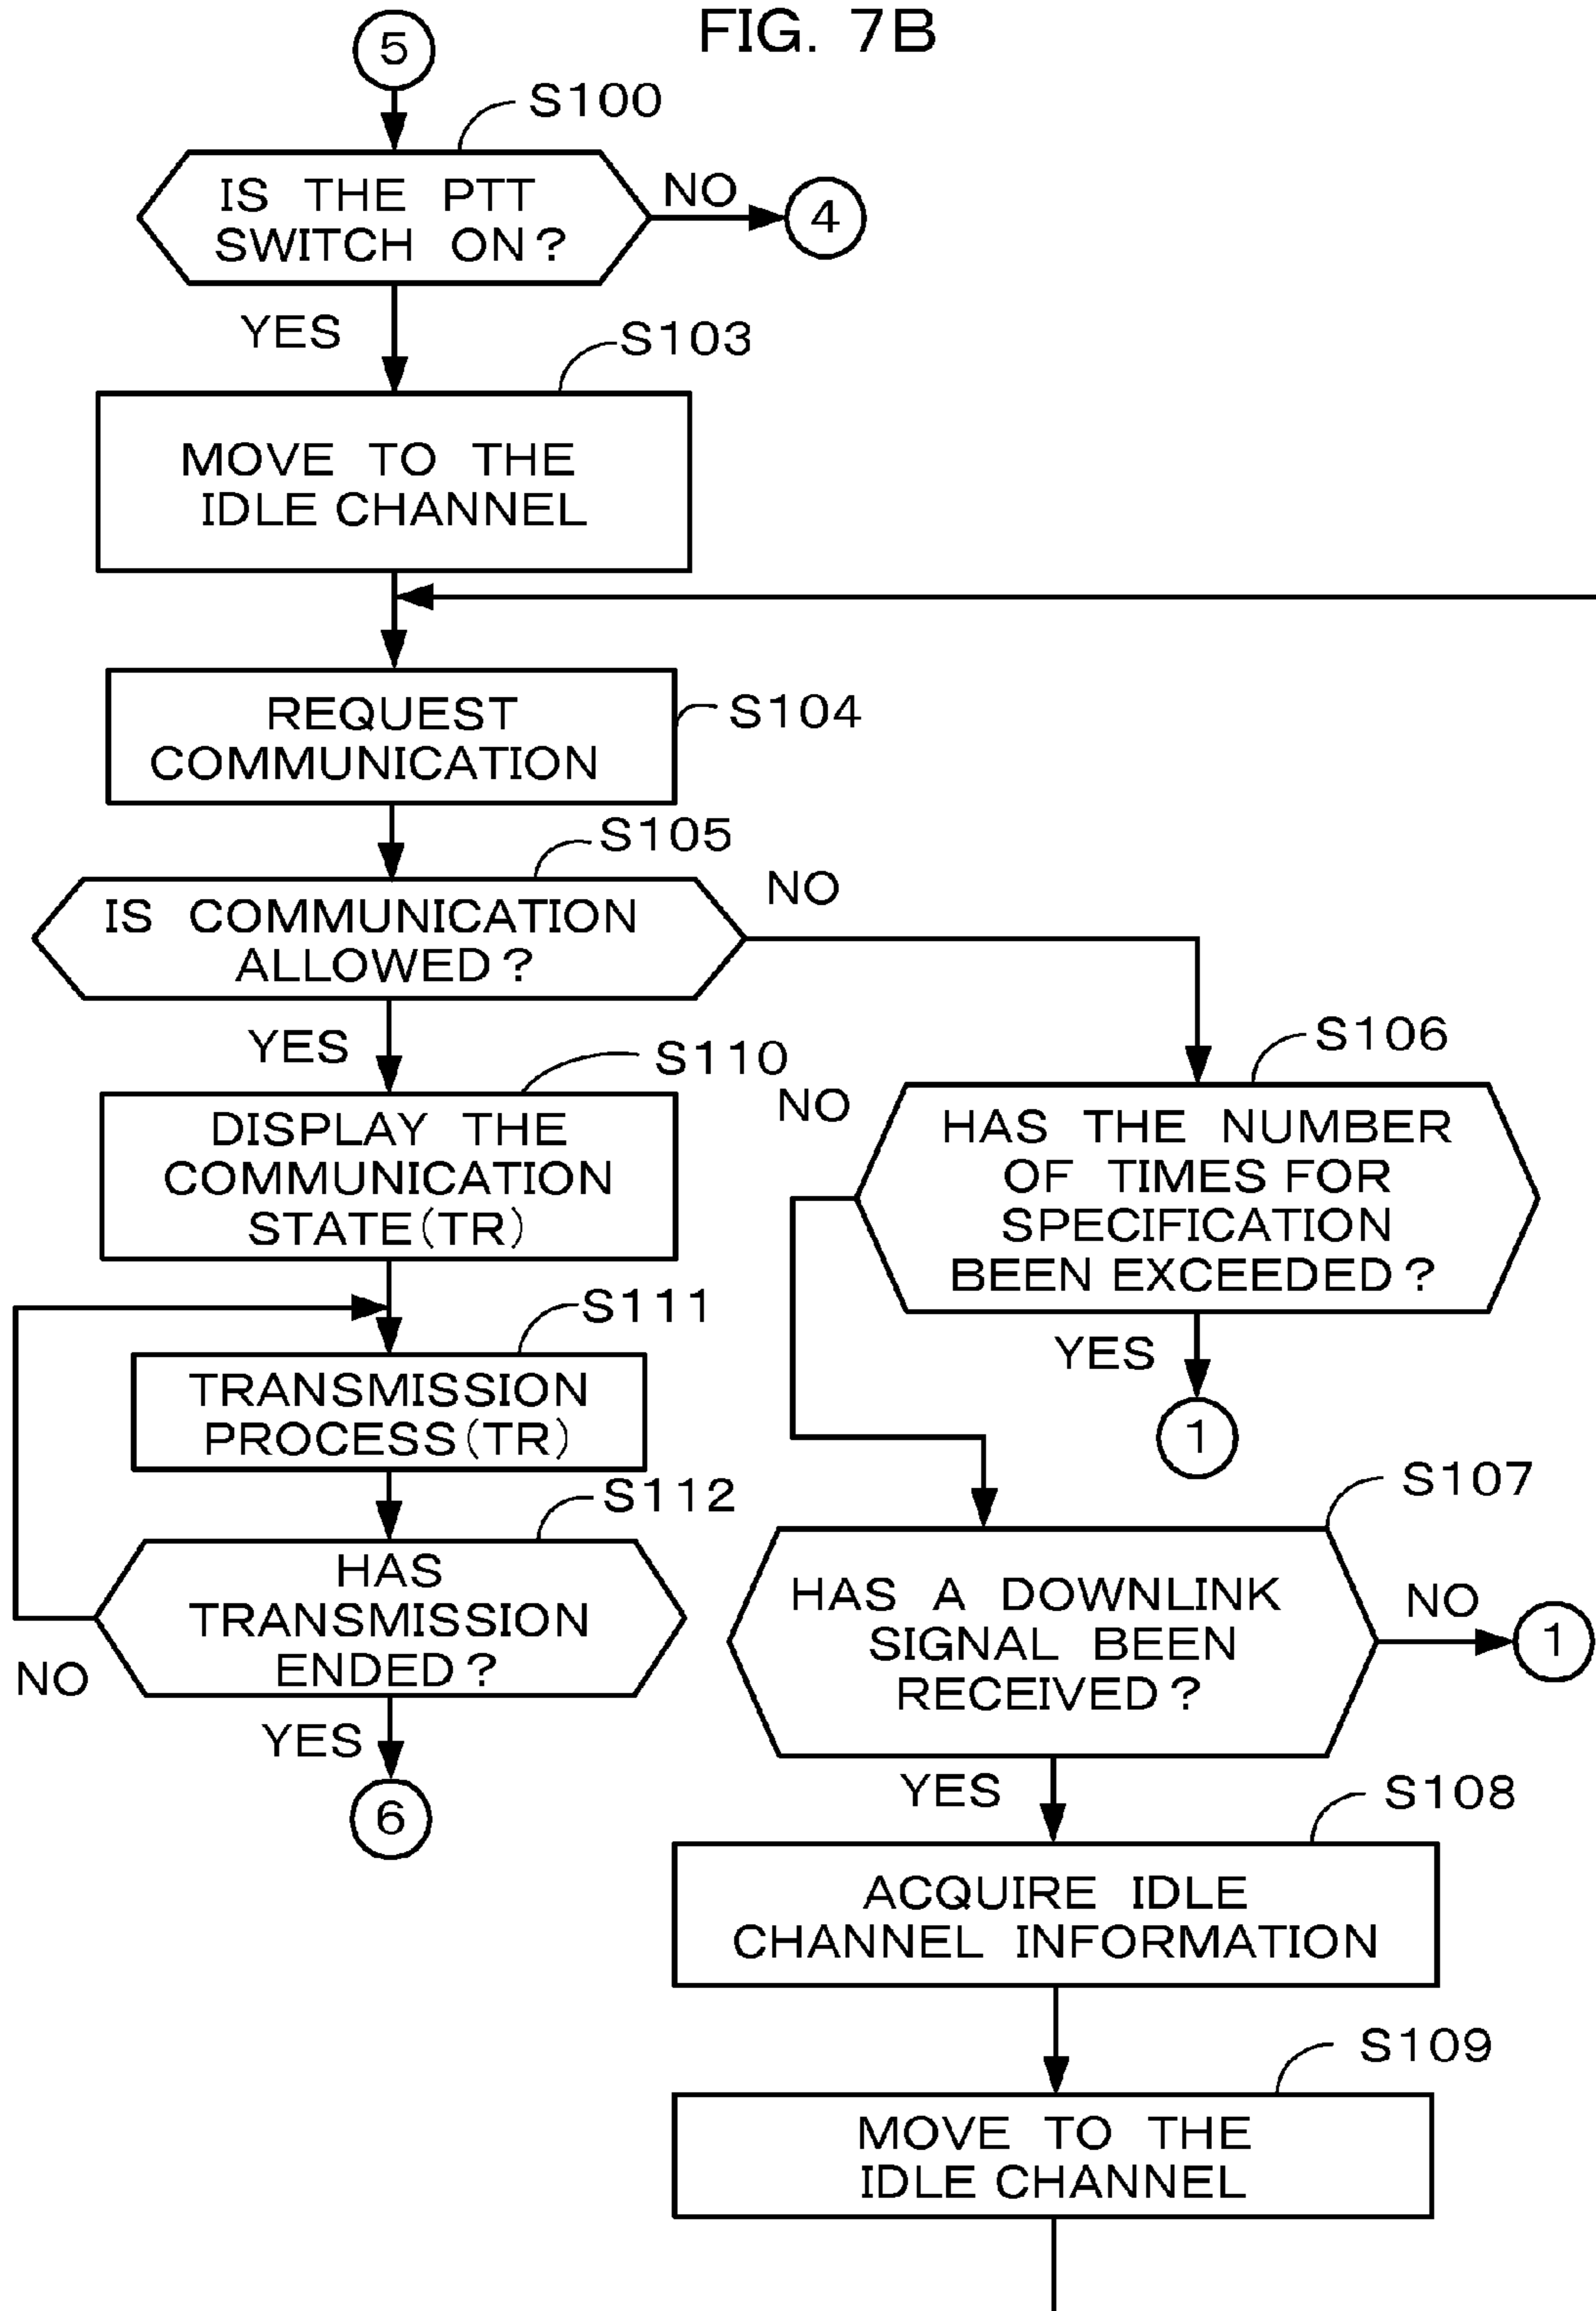 FIG. 7B
5
S100
IS THE PTT
SWITCH ON?
NO
4
YES
S103
MOVE TO THE
IDLE CHANNEL
REQUEST
COMMUNICATION
S104
S105
IS COMMUNICATION
ALLOWED?
NO
YES
S110
DISPLAY THE
COMMUNICATION
STATE(TR)
S111
TRANSMISSION
PROCESS(TR)
S112
HAS
TRANSMISSION
ENDED?
NO
YES
6
S106
NO
HAS THE NUMBER
OF TIMES FOR
SPECIFICATION
BEEN EXCEEDED?
YES
1
S107
HAS A DOWNLINK
SIGNAL BEEN
RECEIVED?
NO
1
YES
S108
ACQUIRE IDLE
CHANNEL INFORMATION
S109
MOVE TO THE
IDLE CHANNEL